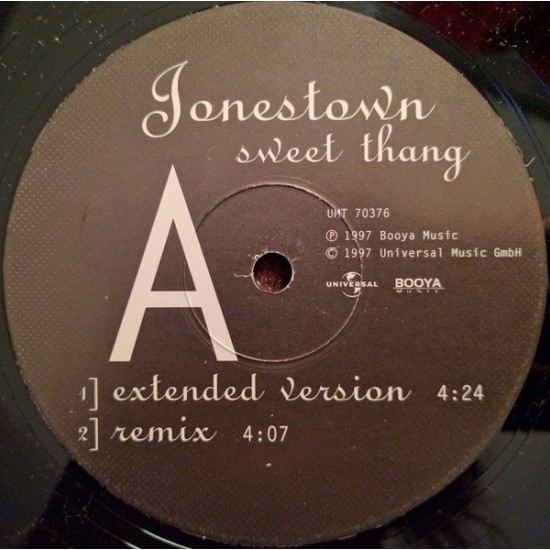 Jonestown
sweet thang
A
UMT 70376
℗ 1997 Booya Music
© 1997 Universal Music GmbH
UNIVERSAL
BOOYA
MUSIC
1] extended version 4:24
2] remix 4:07